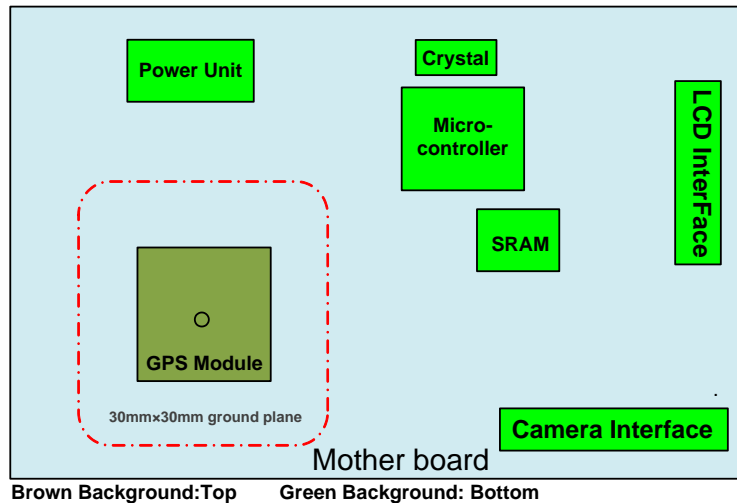 Power Unit
Crystal
Micro-
controller
LCD InterFace
SRAM
GPS Module
30mm×30mm ground plane
Camera Interface
Mother board
Brown Background:Top Green Background: Bottom